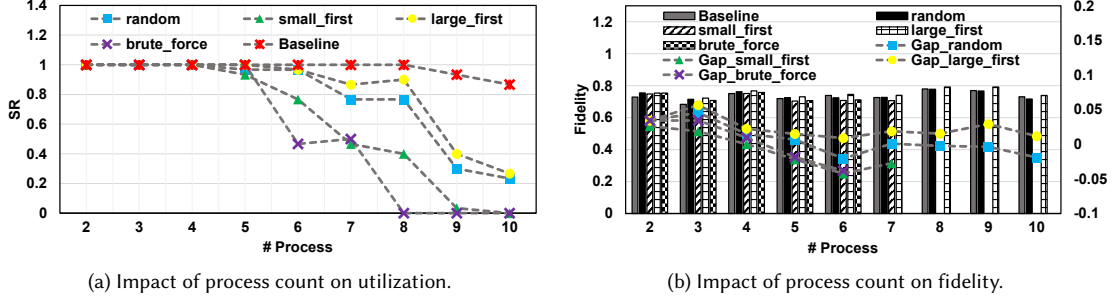 random small_first large_first
brute_force Baseline
1.4
1.2
1
0.8
0.6
0.4
0.2
0
SR
2 3 4 5 6 7 8 9 10
# Process
(a) Impact of process count on utilization.
Baseline random
small_first large_first
brute_force Gap_random
Gap_small_first Gap_large_first
Gap_brute_force
1.2
1
0.8
0.6
0.4
0.2
0
Fidelity
0.2
0.15
0.1
0.05
0
-0.05
-0.1
2 3 4 5 6 7 8 9 10
# Process
(b) Impact of process count on fidelity.